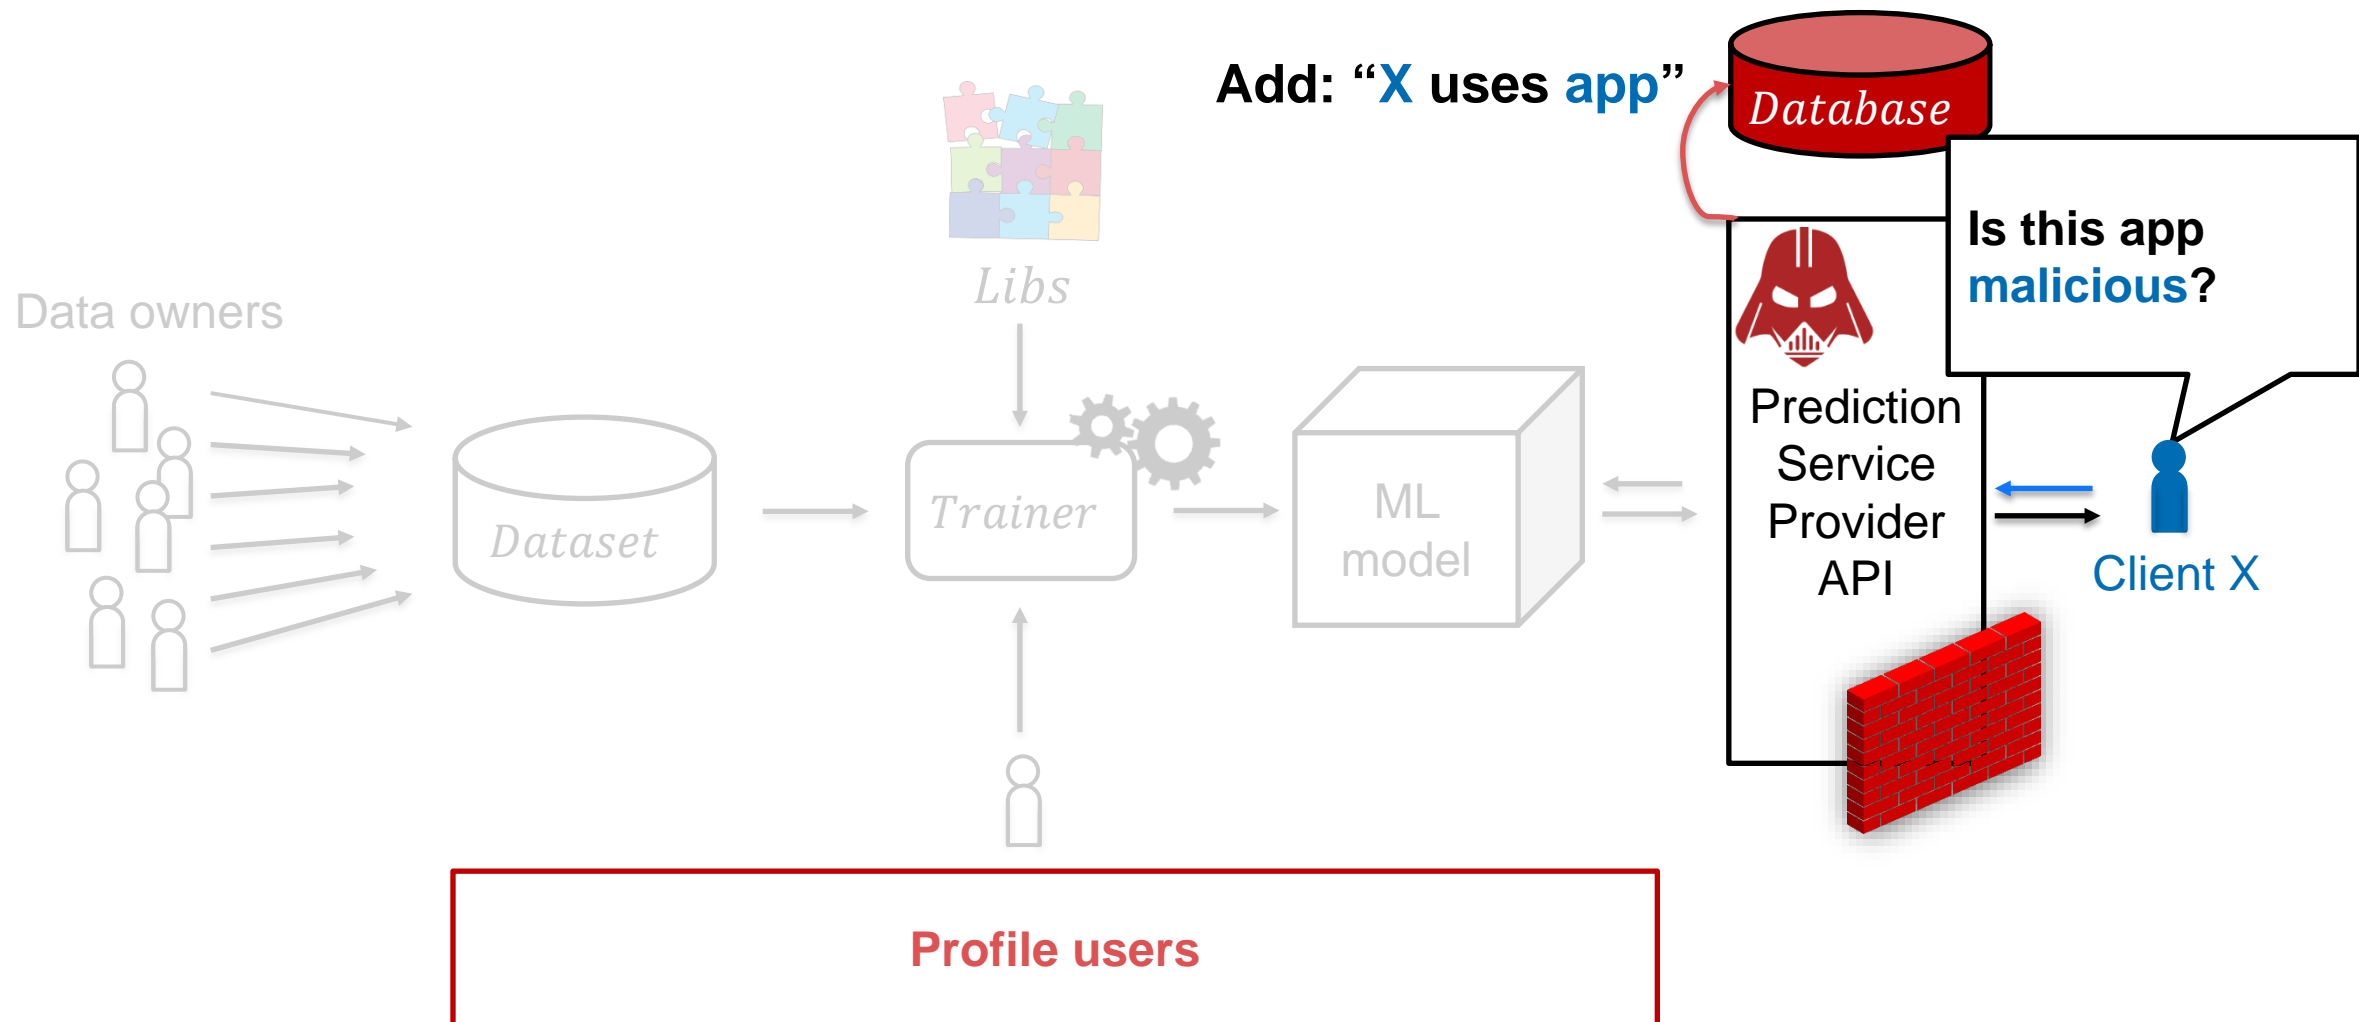 Add: “X uses app”
Database
Is this app
malicious?
Libs
Data owners
Dataset
Trainer
ML
model
Prediction
Service
Provider
API
Client X
Profile users